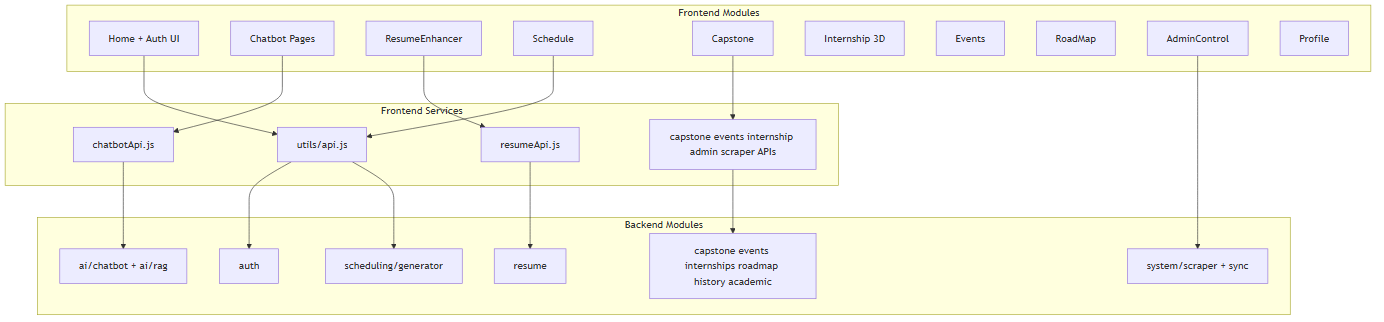 Frontend Modules
Home + Auth UI
Chatbot Pages
ResumeEnhancer
Schedule
Capstone
Internship 3D
Events
RoadMap
AdminControl
Profile
Frontend Services
chatbotApi.js
utils/api.js
resumeApi.js
capstone events internship
admin scraper APIs
Backend Modules
ai/chatbot + ai/rag
auth
scheduling/generator
resume
capstone events
internships roadmap
history academic
system/scraper + sync